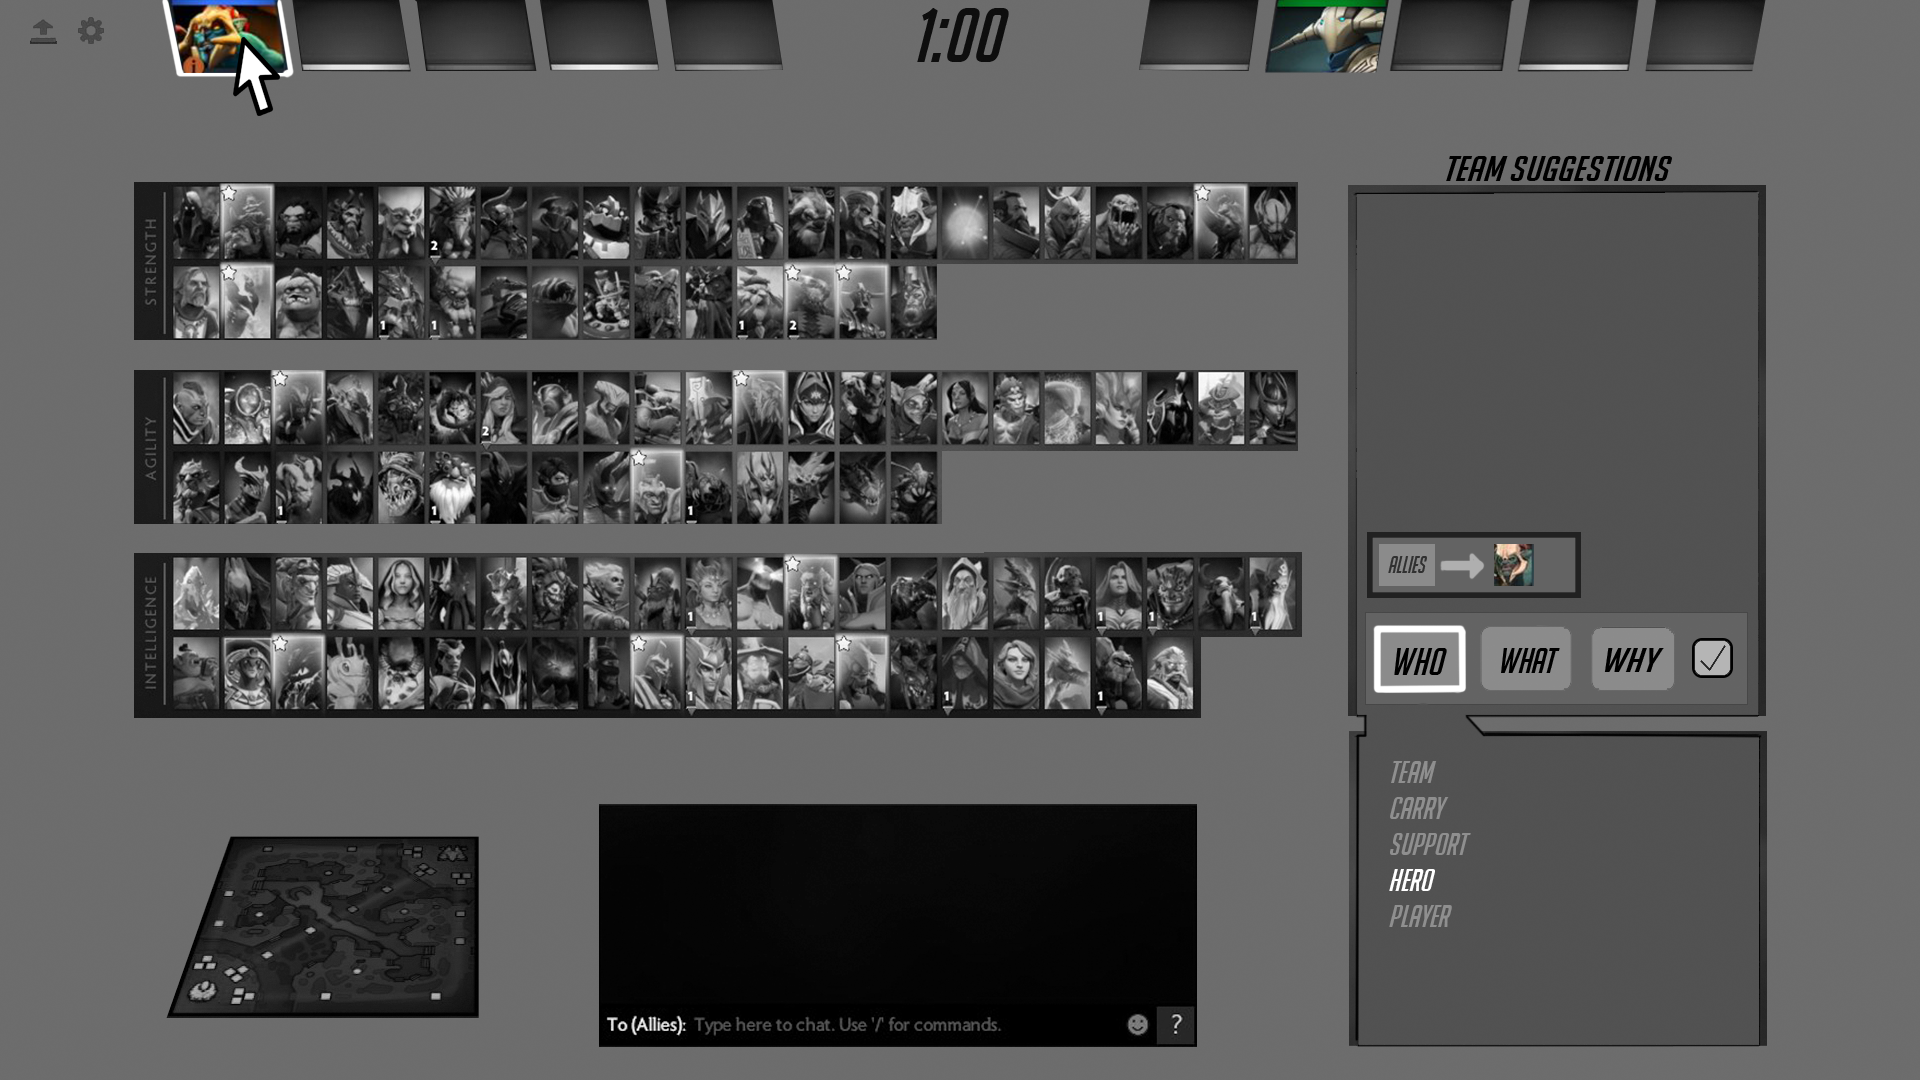 1:00
TEAM SUGGESTIONS
STRENGTH
2
1
1
1
2
AGILITY
2
1
1
1
INTELLIGENCE
1
1
1
1
1
1
1
ALLIES
WHO
WHAT
WHY
TEAM
CARRY
SUPPORT
HERO
PLAYER
To (Allies): Type here to chat. Use '/' for commands.
?